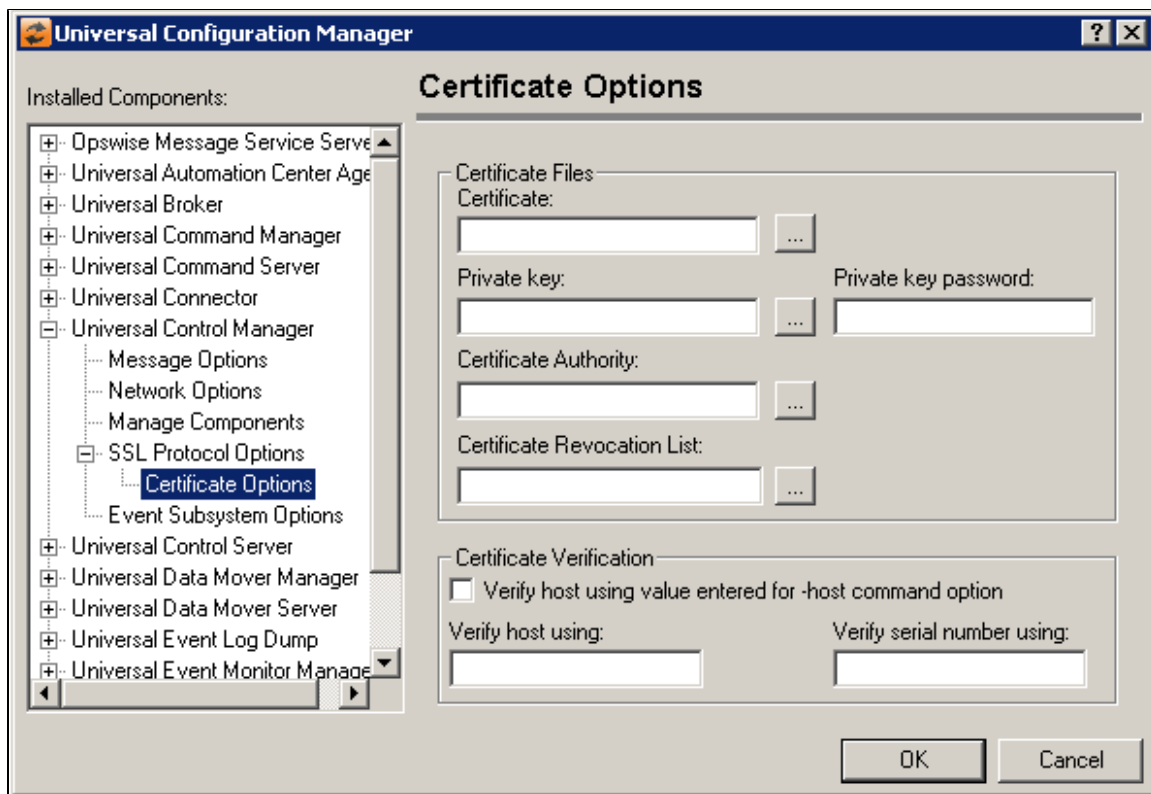 Universal Configuration Manager
?
Installed Components:
Opswise Message Service Serve
Universal Automation Center Age
Universal Broker
Universal Command Manager
Universal Command Server
Universal Connector
Universal Control Manager
Message Options
Network Options
Manage Components
SSL Protocol Options
Certificate Options
Event Subsystem Options
Universal Control Server
Universal Data Mover Manager
Universal Data Mover Server
Universal Event Log Dump
Universal Event Monitor Manage
Certificate Options
Certificate Files
Certificate:
...
Private key:
Private key password:
...
Certificate Authority:
...
Certificate Revocation List:
...
Certificate Verification
Verify host using value entered for -host command option
Verify host using:
Verify serial number using:
OK
Cancel